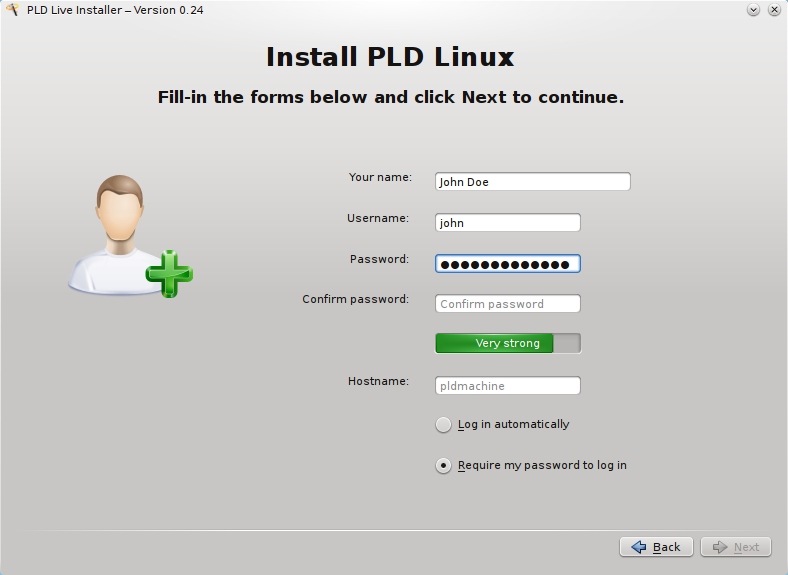 PLD Live Installer – Version 0.24
Install PLD Linux
Fill-in the forms below and click Next to continue.
Your name: John Doe
Username: john
Password: ●●●●●●●●●●●●●
Confirm password: Confirm password
Very strong
Hostname: pldmachine
Log in automatically
Require my password to log in
Back Next